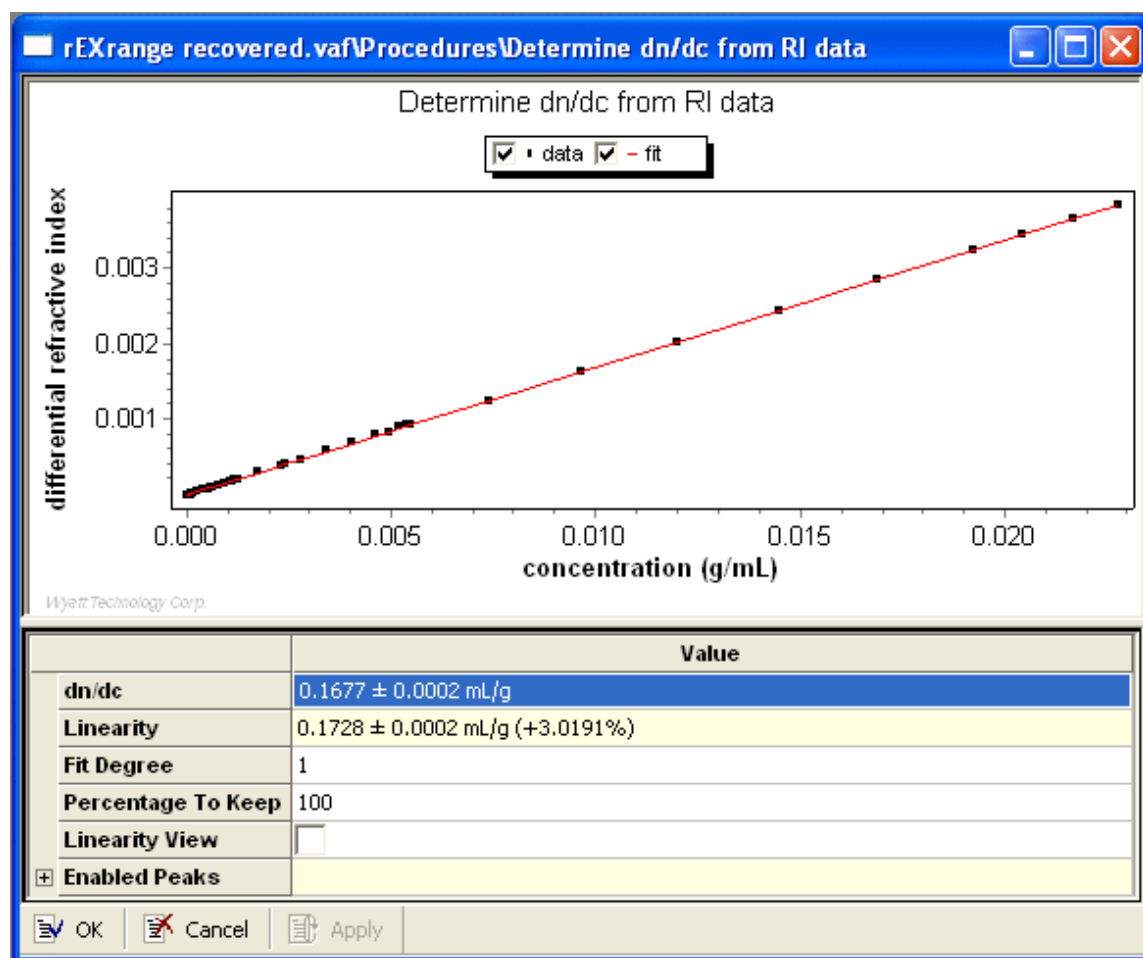 rEXrange recovered.vaf\Procedures\Determine dn/dc from RI data
Determine dn/dc from RI data
data fit
differential refractive index
0.003
0.002
0.001
0.000 0.005 0.010 0.015 0.020
concentration (g/mL)
Wyatt Technology Corp.
Value
dn/dc 0.1677 ± 0.0002 mL/g
Linearity 0.1728 ± 0.0002 mL/g (+3.0191%)
Fit Degree 1
Percentage To Keep 100
Linearity View
Enabled Peaks
OK Cancel Apply